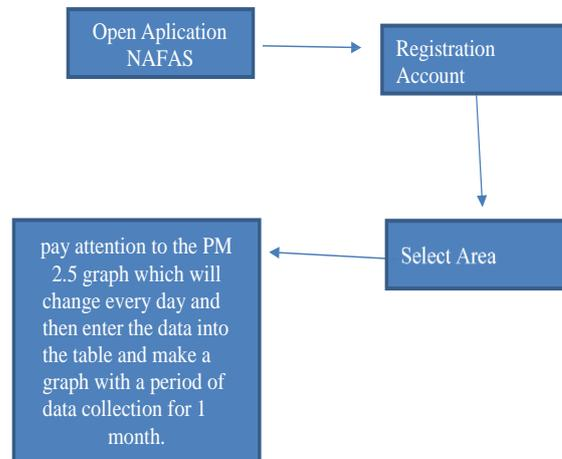 Open Aplication
NAFAS
Registration
Account
Select Area
pay attention to the PM
2.5 graph which will
change every day and
then enter the data into
the table and make a
graph with a period of
data collection for 1
month.